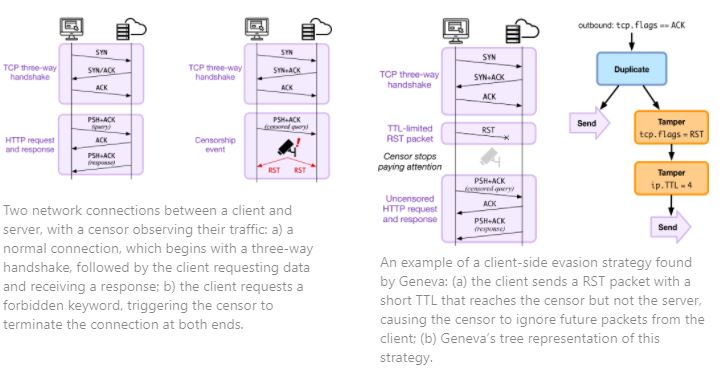 SYN
TCP three-way
handshake
SYN/ACK
ACK
PSH+ACK
(query)
HTTP request
and response
ACK
PSH+ACK
(response)
SYN
TCP three-way
handshake
SYN+ACK
ACK
PSH+ACK
(censored query)
Censorship
event
!
RST RST
Two network connections between a client and
server, with a censor observing their traffic: a) a
normal connection, which begins with a three-way
handshake, followed by the client requesting data
and receiving a response; b) the client requests a
forbidden keyword, triggering the censor to
terminate the connection at both ends.
SYN
TCP three-way
handshake
SYN+ACK
ACK
TTL-limited
RST packet
RST
Censor stops
paying attention
PSH+ACK
(censored query)
Uncensored
HTTP request
and response
ACK
PSH+ACK
(response)
outbound: tcp.flags == ACK
Duplicate
Send
Tamper
tcp.flags = RST
Tamper
ip.TTL = 4
Send
An example of a client-side evasion strategy found
by Geneva: (a) the client sends a RST packet with a
short TTL that reaches the censor but not the server,
causing the censor to ignore future packets from the
client; (b) Geneva's tree representation of this
strategy.